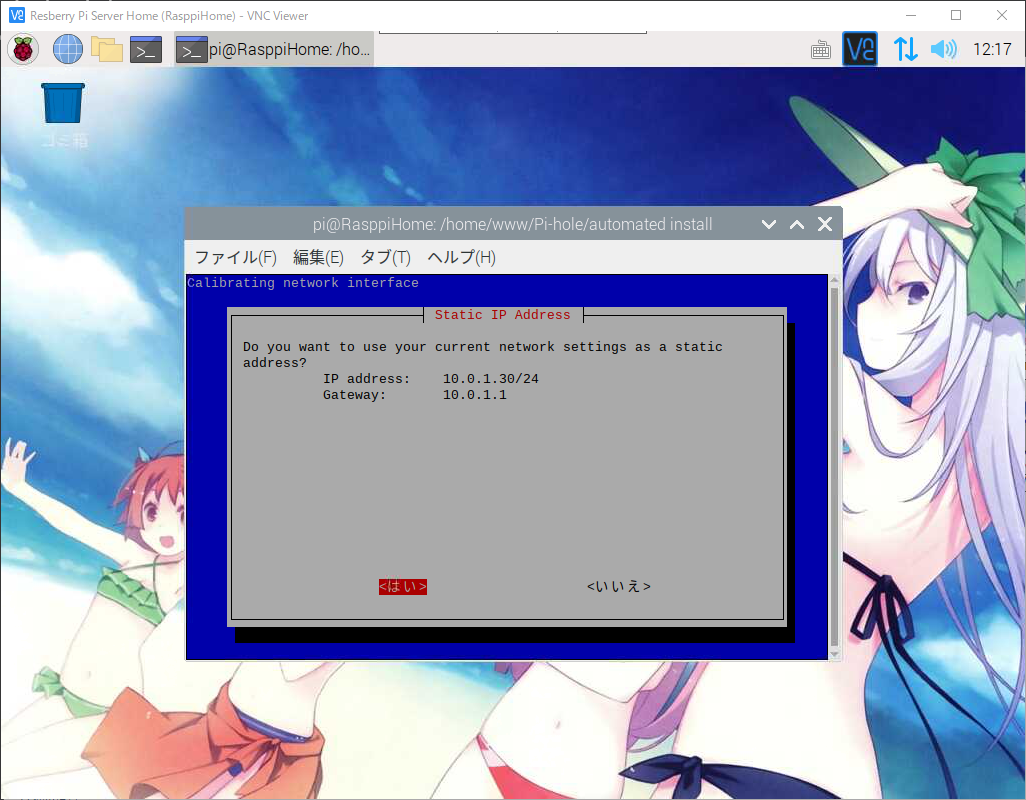 Resberry Pi Server Home (RasppiHome) - VNC Viewer
pi@RasppiHome: /ho...
12:17
ゴミ箱
pi@RasppiHome: /home/www/Pi-hole/automated install
ファイル(F) 編集(E) タブ(T) ヘルプ(H)
Calibrating network interface
Static IP Address
Do you want to use your current network settings as a static
address?
IP address: 10.0.1.30/24
Gateway: 10.0.1.1
<はい> <いいえ>